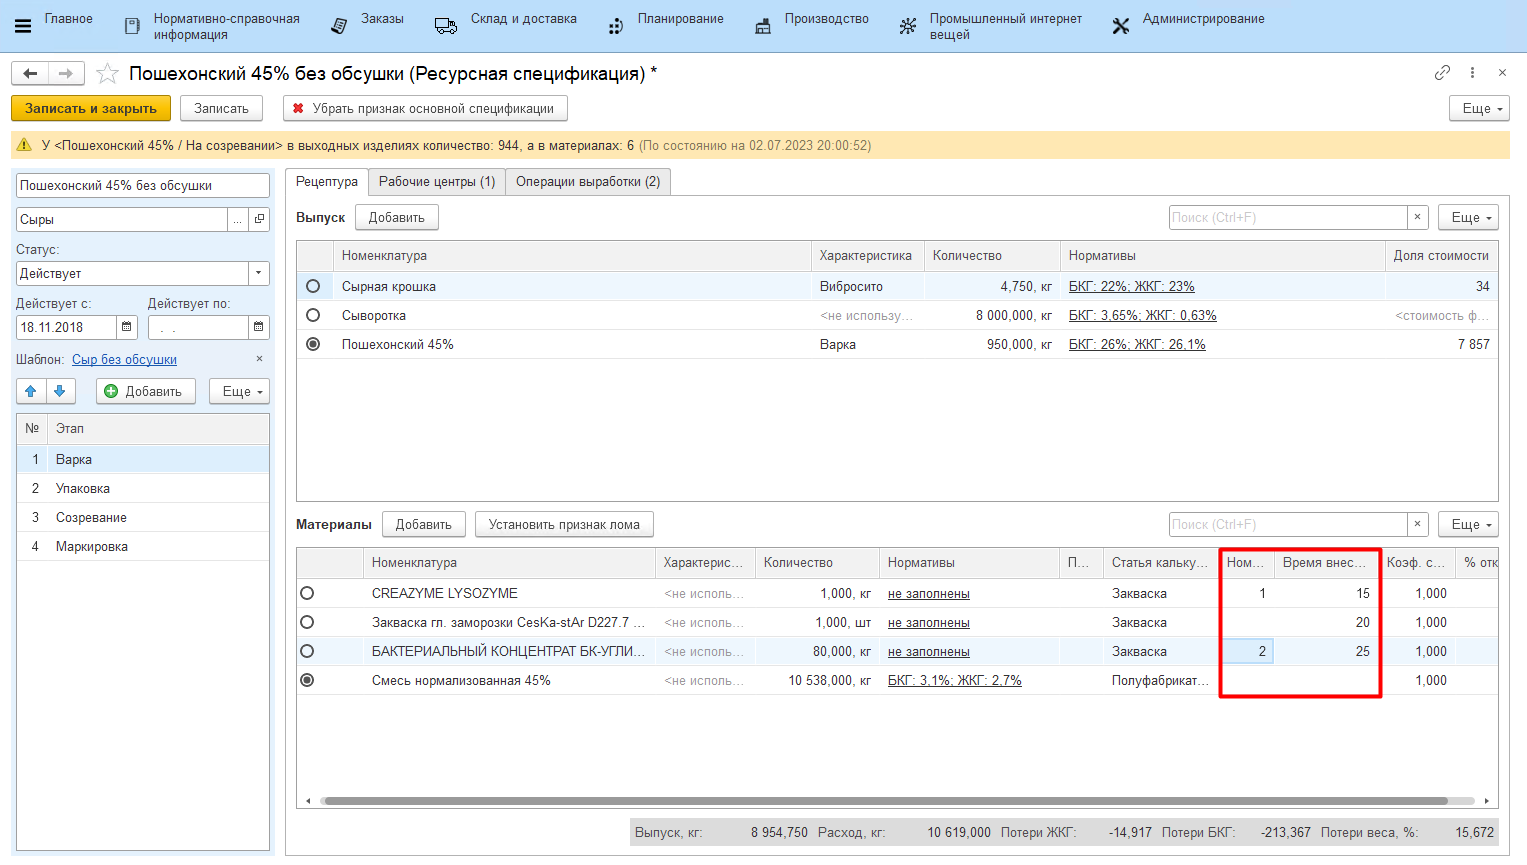 Главное
Нормативно-справочная
информация
Заказы
Склад и доставка
Планирование
Производство
Промышленный интернет
вещей
Администрирование
Пошехонский 45% без обсушки (Ресурсная спецификация) *
Записать и закрыть Записать Убрать признак основной спецификации Еще
У <Пошехонский 45% / На созревании> в выходных изделиях количество: 944, а в материалах: 6 (По состоянию на 02.07.2023 20:00:52)
Пошехонский 45% без обсушки
Сыры ...
Статус:
Действует
Действует с: Действует по:
18.11.2018 . .
Шаблон: Сыр без обсушки ×
Добавить Еще
№ Этап
1 Варка
2 Упаковка
3 Созревание
4 Маркировка
Рецептура Рабочие центры (1) Операции выработки (2)
Выпуск Добавить Поиск (Ctrl+F) × Еще
Номенклатура Характеристика Количество Нормативы Доля стоимости
Сырная крошка Вибросито 4,750, кг БКГ: 22%; ЖКГ: 23% 34
Сыворотка <не использу... 8 000,000, кг БКГ: 3,65%; ЖКГ: 0,63% <стоимость ф...
Пошехонский 45% Варка 950,000, кг БКГ: 26%; ЖКГ: 26,1% 7 857
Материалы Добавить Установить признак лома Поиск (Ctrl+F) × Еще
Номенклатура Характерис... Количество Нормативы П... Статья кальку... Ном... Время внес... Коэф. с... % отк
CREAZYME LYSOZYME <не исполь... 1,000, кг не заполнены Закваска 1 15 1,000
Закваска гл. заморозки CesKa-stAr D227.7 ... <не исполь... 1,000, шт не заполнены Закваска 20 1,000
БАКТЕРИАЛЬНЫЙ КОНЦЕНТРАТ БК-УГЛИ... <не исполь... 80,000, кг не заполнены Закваска 2 25 1,000
Смесь нормализованная 45% <не исполь... 10 538,000, кг БКГ: 3,1%; ЖКГ: 2,7% Полуфабрикат... 1,000
Выпуск, кг: 8 954,750 Расход, кг: 10 619,000 Потери ЖКГ: -14,917 Потери БКГ: -213,367 Потери веса, %: 15,672